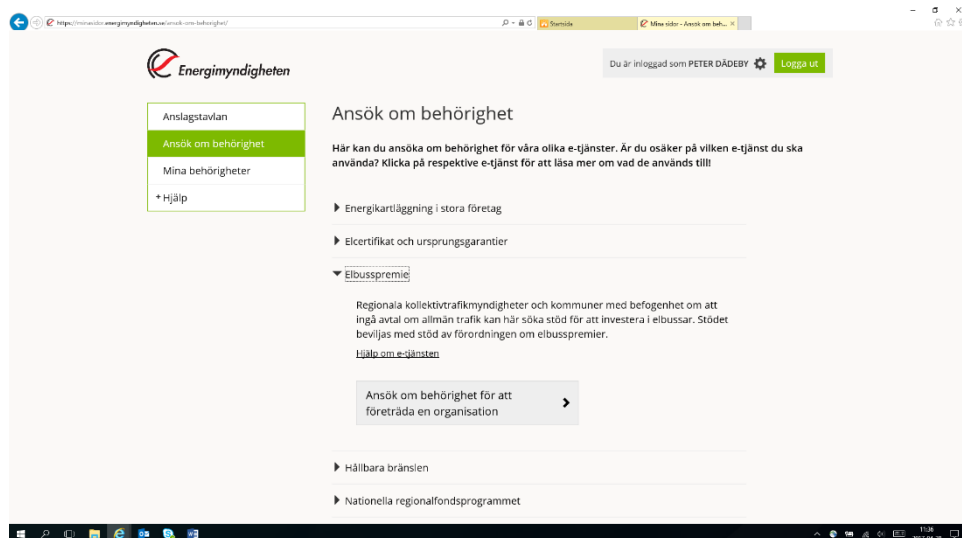 https://minasidor.energimyndigheten.se/ansok-om-behorighet/
Startsida
Mina sidor - Ansök om beh...
Energimyndigheten
Du är inloggad som PETER DÄDEBY
Logga ut
Anslagstavlan
Ansök om behörighet
Mina behörigheter
+ Hjälp
Ansök om behörighet
Här kan du ansöka om behörighet för våra olika e-tjänster. Är du osäker på vilken e-tjänst du ska
använda? Klicka på respektive e-tjänst för att läsa mer om vad de används till!
Energikartläggning i stora företag
Elcertifikat och ursprungsgarantier
Elbusspremie
Regionala kollektivtrafikmyndigheter och kommuner med befogenhet om att
ingå avtal om allmän trafik kan här söka stöd för att investera i elbussar. Stödet
beviljas med stöd av förordningen om elbusspremier.
Hjälp om e-tjänsten
Ansök om behörighet för att
företräda en organisation
Hållbara bränslen
Nationella regionalfondsprogrammet
11:36